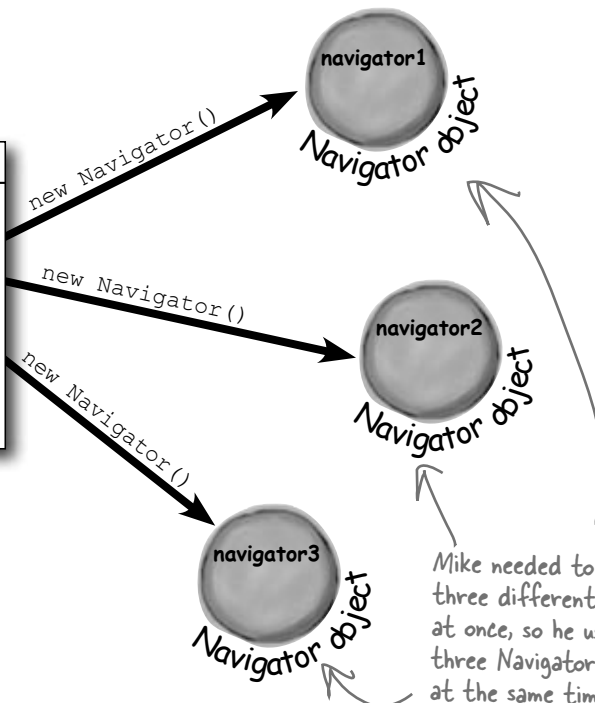 navigator1
Navigator object
new Navigator()
new Navigator()
navigator2
Navigator object
new Navigator()
navigator3
Navigator object
Mike needed to
three different
at once, so he
three Navigator
at the same